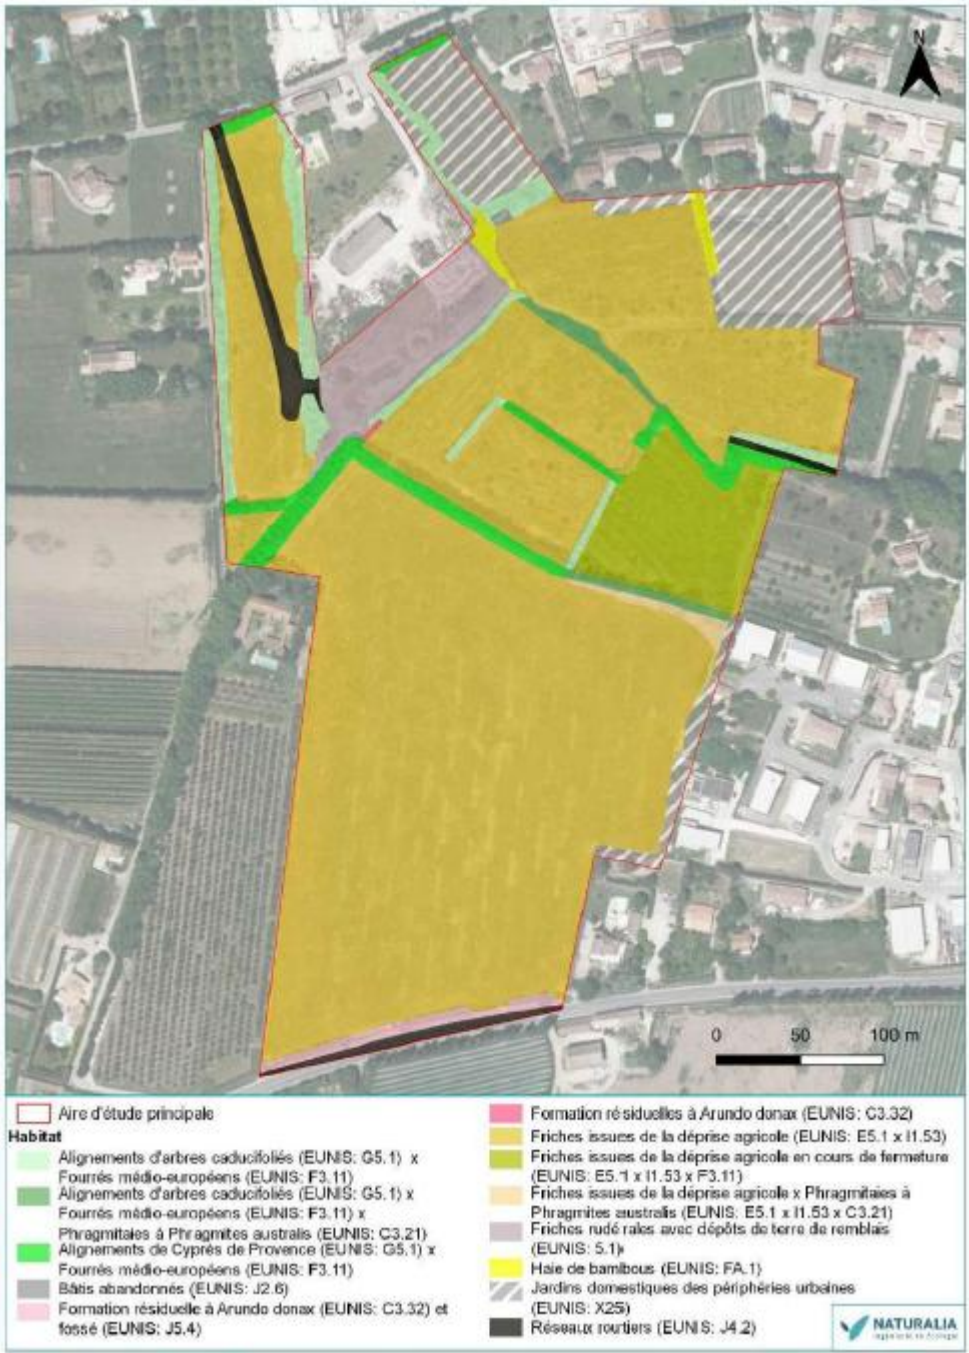 N
0 50 100 m
Aire d'étude principale
Habitat
Alignements d'arbres caducifoliés (EUNIS: G5.1) x
Fourrés médio-européens (EUNIS: F3.11)
Alignements d'arbres caducifoliés (EUNIS: G5.1) x
Fourrés médio-européens (EUNIS: F3.11) x
Phragmitaies à Phragmites australis (EUNIS: C3.21)
Alignements de Cyprès de Provence (EUNIS: G5.1) x
Fourrés médio-européens (EUNIS: F3.11)
Bâtis abandonnés (EUNIS: J2.6)
Formation résiduelle à Arundo donax (EUNIS: C3.32) et
fossé (EUNIS: J5.4)
Formation résiduelles à Arundo donax (EUNIS: C3.32)
Friches issues de la déprise agricole (EUNIS: E5.1 x I1.53)
Friches issues de la déprise agricole en cours de fermeture
(EUNIS: E5.1 x I1.53 x F3.11)
Friches issues de la déprise agricole x Phragmitaies à
Phragmites australis (EUNIS: E5.1 x I1.53 x C3.21)
Friches rudérales avec dépôts de terre de remblais
(EUNIS: 5.1)
Haie de bambous (EUNIS: FA.1)
Jardins domestiques des périphéries urbaines
(EUNIS: X25)
Réseaux routiers (EUNIS: J4.2)
NATURALIA